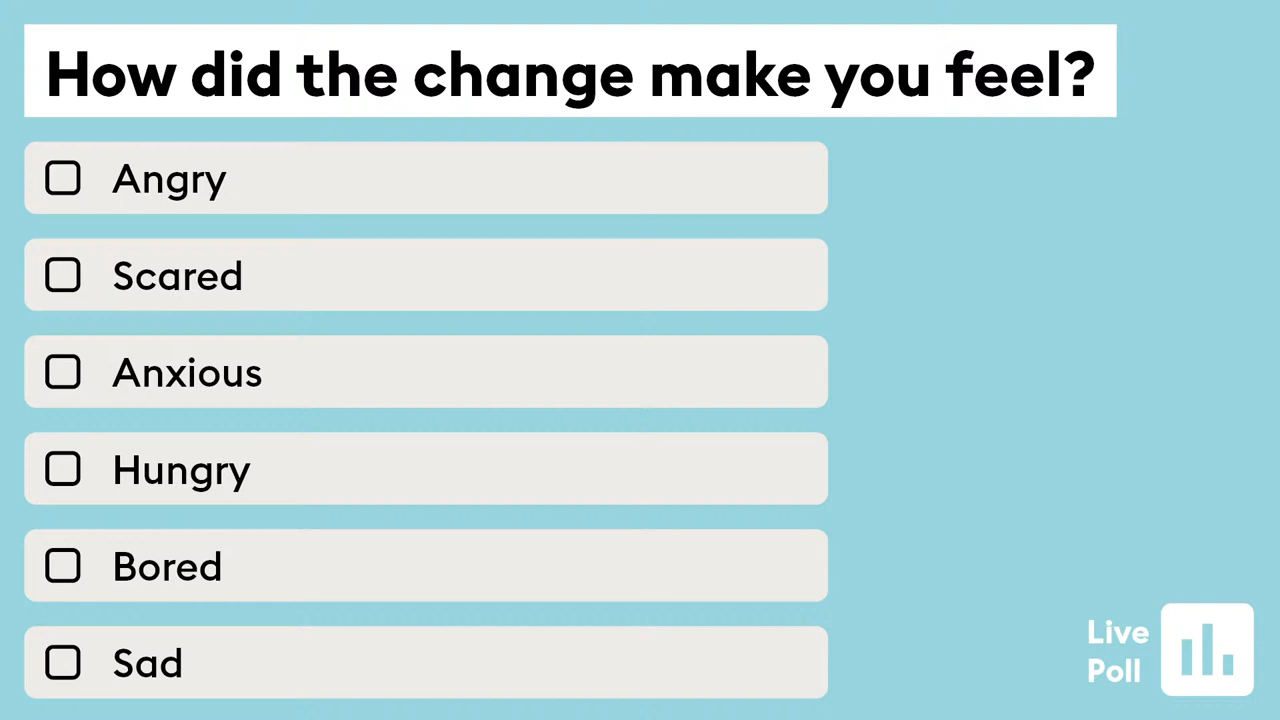 How did the change make you feel?
Angry
Scared
Anxious
Hungry
Bored
Sad
Live
Poll